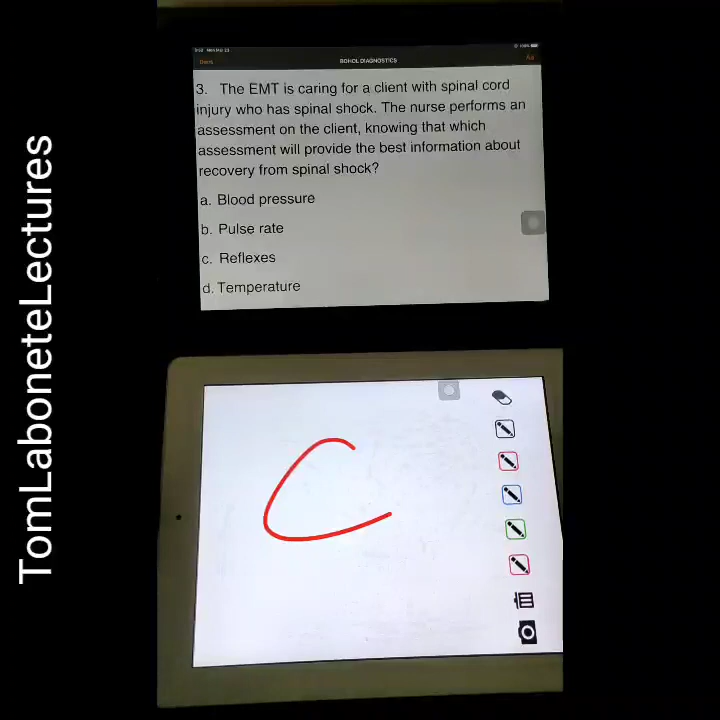 BOHOL DIAGNOSTICS
Aa
3. The EMT is caring for a client with spinal cord
injury who has spinal shock. The nurse performs an
assessment on the client, knowing that which
assessment will provide the best information about
recovery from spinal shock?
a. Blood pressure
b. Pulse rate
c. Reflexes
d. Temperature
TomLaboneteLectures
C